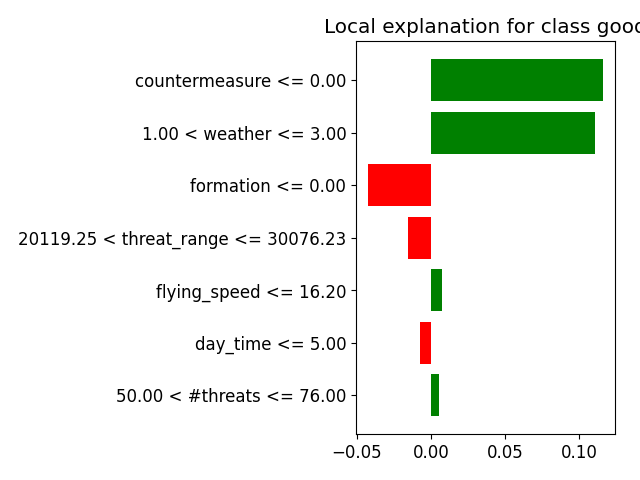 Local explanation for class good
countermeasure <= 0.00
1.00 < weather <= 3.00
formation <= 0.00
20119.25 < threat_range <= 30076.23
flying_speed <= 16.20
day_time <= 5.00
50.00 < #threats <= 76.00
−0.05 0.00 0.05 0.10